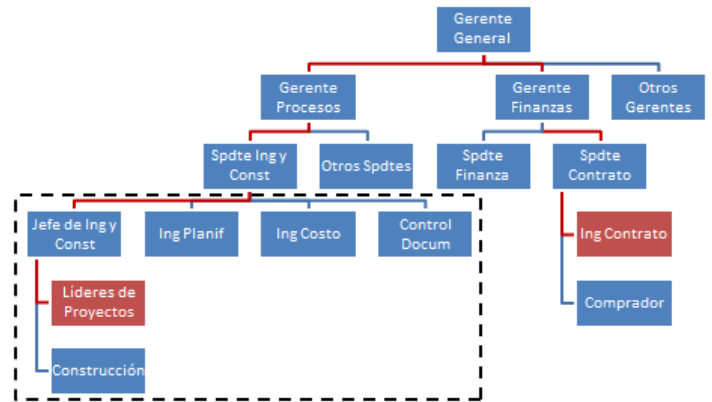 Gerente
General
Gerente
Procesos
Gerente
Finanzas
Otros
Gerentes
Spdte Ing y
Const
Otros Spdtes
Spdte
Finanza
Spdte
Contrato
Jefe de Ing y
Const
Ing Planif
Ing Costo
Control
Docum
Ing Contrato
Líderes de
Proyectos
Comprador
Construcción